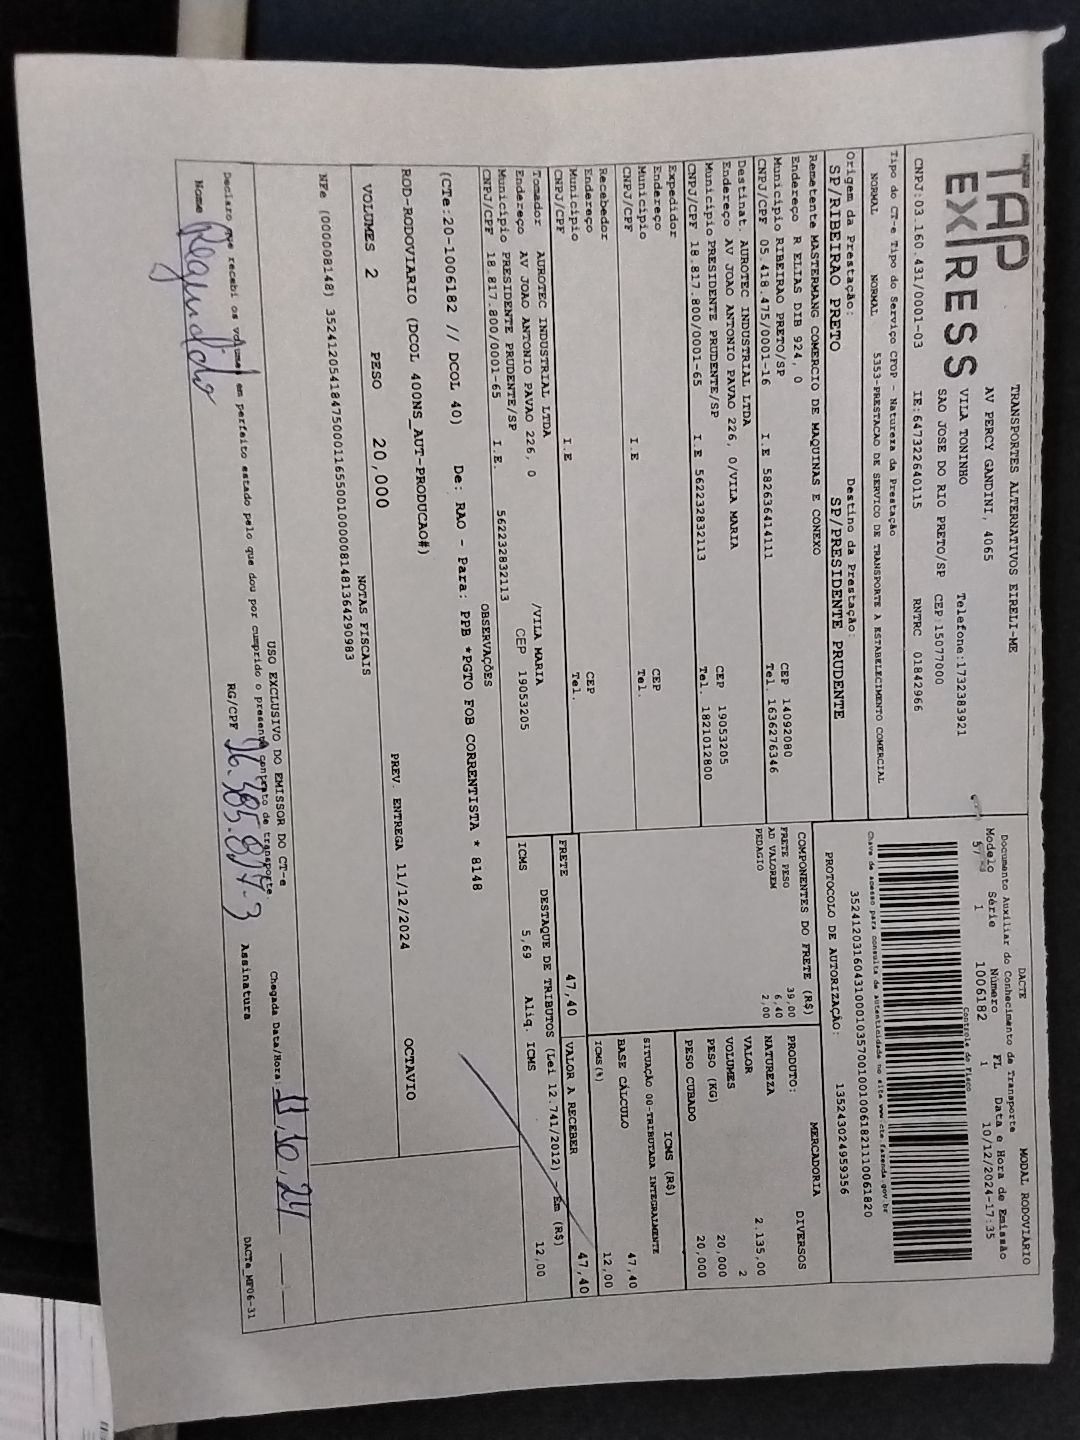 TAP
EXPRESS
TRANSPORTES ALTERNATIVOS EIRELI-ME
AV PERCY GANDINI, 4065
VILA TONINHO Telefone:1732383921
SAO JOSE DO RIO PRETO/SP CEP:15077000
CNPJ:03.160.431/0001-03 IE:647322640115 RNTRC 01842966
DACTE MODAL RODOVIÁRIO
Documento Auxiliar do Conhecimento de Transporte
Modelo Série Número FL Data e Hora de Emissão
57 1 1006182 1 10/12/2024-17:35
Controle do Fisco
Chave de acesso para consulta de autenticidade no site www.cte.fazenda.gov.br
35241203160431000103570010010061821110061820
PROTOCOLO DE AUTORIZAÇÃO: 135243024959356
Tipo do CT-e Tipo do Serviço CFOP - Natureza da Prestação
NORMAL NORMAL 5353-PRESTACAO DE SERVICO DE TRANSPORTE A ESTABELECIMENTO COMERCIAL
Origem da Prestação: Destino da Prestação:
SP/RIBEIRAO PRETO SP/PRESIDENTE PRUDENTE
Remetente MASTERMANG COMERCIO DE MAQUINAS E CONEXO
Endereço R ELIAS DIB 924, 0 CEP 14092080
Município RIBEIRAO PRETO/SP Tel. 1636276346
CNPJ/CPF 05.418.475/0001-16 I.E 582636414111
Destinat. AUROTEC INDUSTRIAL LTDA
Endereço AV JOAO ANTONIO PAVAO 226, 0/VILA MARIA CEP 19053205
Município PRESIDENTE PRUDENTE/SP Tel. 1821012800
CNPJ/CPF 18.817.800/0001-65 I.E 562232832113
Expedidor
Endereço CEP
Município Tel.
CNPJ/CPF I.E
Recebedor
Endereço CEP
Município Tel.
CNPJ/CPF I.E
Tomador AUROTEC INDUSTRIAL LTDA /VILA MARIA
Endereço AV JOAO ANTONIO PAVAO 226, 0 CEP 19053205
Município PRESIDENTE PRUDENTE/SP
CNPJ/CPF 18.817.800/0001-65 I.E. 562232832113
COMPONENTES DO FRETE (R$)
FRETE PESO 39,00
AD VALOREM 6,40
PEDAGIO 2,00
PRODUTO: MERCADORIA
NATUREZA DIVERSOS
VALOR 2.135,00
VOLUMES 2
PESO (KG) 20,000
PESO CUBADO 20,000
ICMS (R$)
SITUAÇÃO 00-TRIBUTADA INTEGRALMENTE
BASE CÁLCULO 47,40
ICMS(%) 12,00
FRETE 47,40 VALOR A RECEBER 47,40
DESTAQUE DE TRIBUTOS (Lei 12.741/2012) - Em (R$)
ICMS 5,69 Aliq. ICMS 12,00
OBSERVAÇÕES
(CTe:20-1006182 // DCOL 40) De: RAO - Para: PPB *PGTO FOB CORRENTISTA * 8148
ROD-RODOVIARIO (DCOL 400NS_AUT-PRODUCAO#)
PREV. ENTREGA 11/12/2024 OCTAVIO
VOLUMES 2 PESO 20,000
NOTAS FISCAIS
NFe (000008148) 35241205418475000116550010000081481364290983
USO EXCLUSIVO DO EMISSOR DO CT-e
Declaro que recebi os volumes em perfeito estado pelo que dou por cumprido o presente contrato de transporte.
Chegada Data/Hora:
Nome RG/CPF Assinatura
DACTe_MF06-31